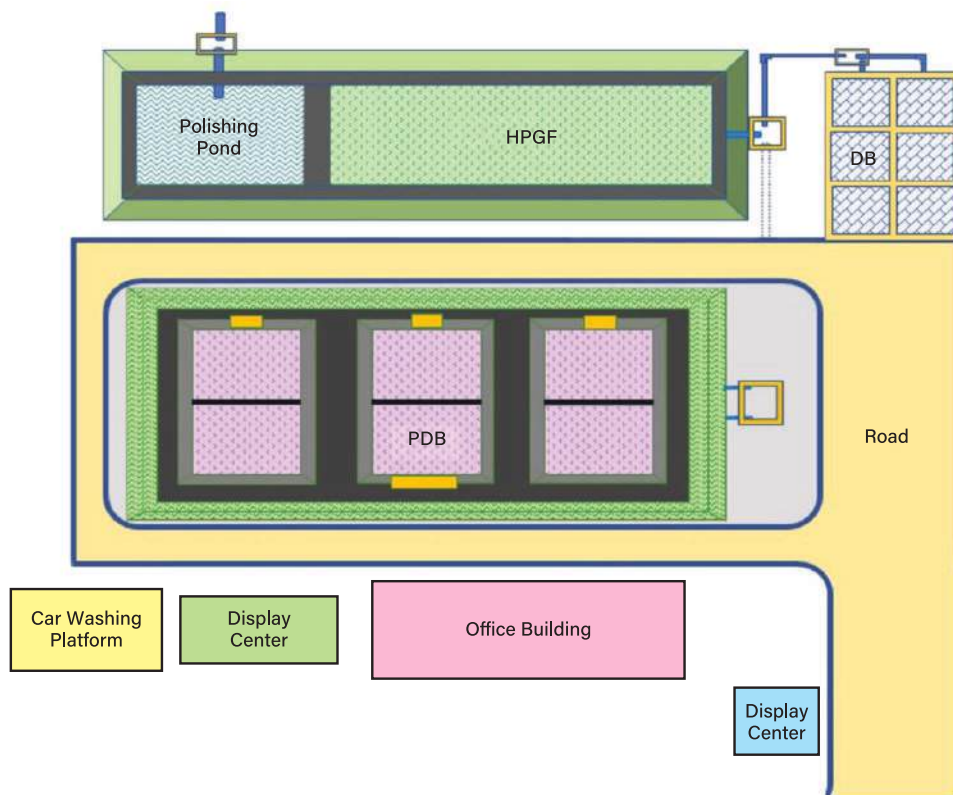 Polishing
Pond
HPGF
DB
PDB
Road
Car Washing
Platform
Display
Center
Office Building
Display
Center